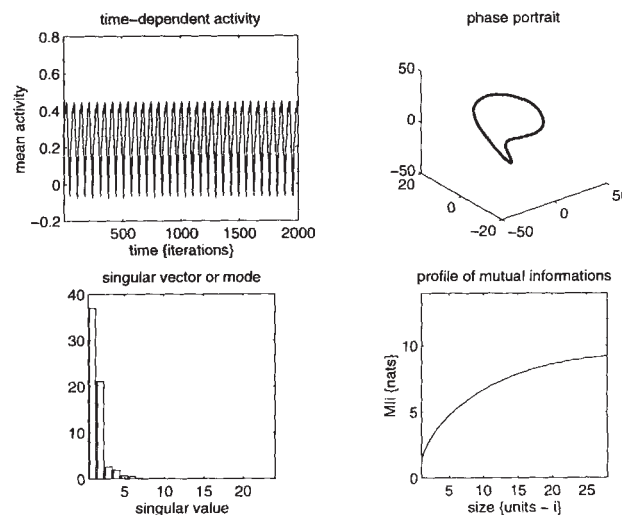 time-dependent activity
0.8
0.6
0.4
0.2
0
-0.2
mean activity
500 1000 1500 2000
time {iterations}
phase portrait
50
0
-50
20
0
-20
-50
0
50
singular vector or mode
40
30
20
10
0
5 10 15 20
singular value
profile of mutual informations
10
5
0
MIi {nats}
5 10 15 20 25
size {units - i}